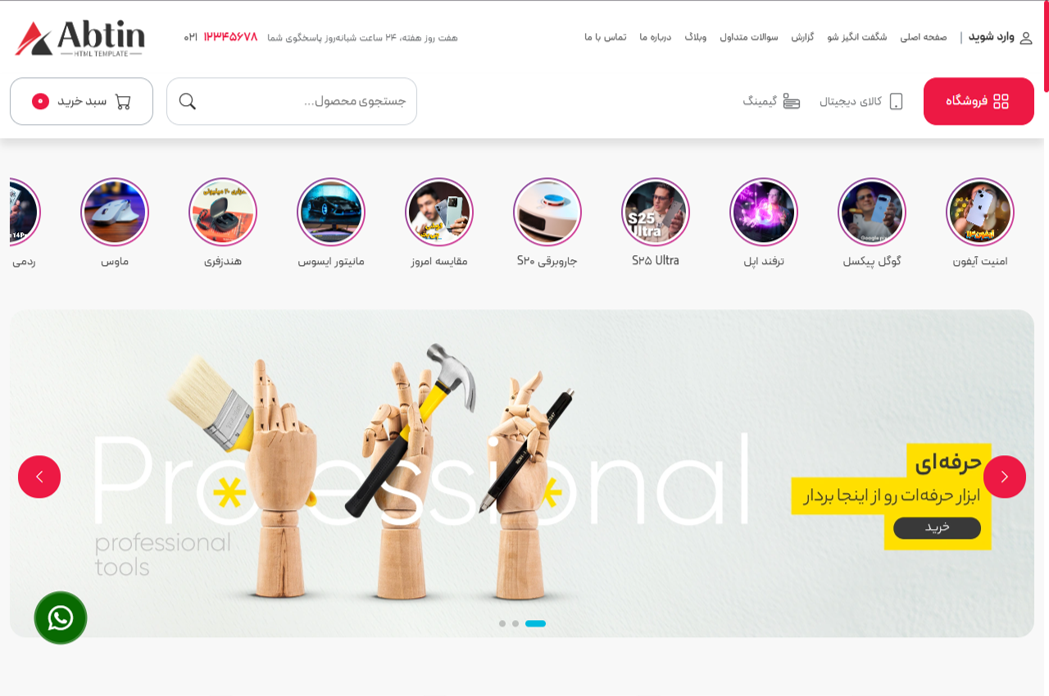 وارد شوید | صفحه اصلی شگفت انگیز شو گزارش وبلاگ سوالات متداول درباره ما تماس با ما
هفت روز هفته، ۲۴ ساعت شبانه‌روز پاسخگوی شما ۱۲۳۴۵۶۷۸ ۰۲۱
Abtin
HTML TEMPLATE
فروشگاه
کالای دیجیتال
گیمینگ
جستجوی محصول...
سبد خرید ۰
S25
Ultra
امنیت آیفون
گوگل پیکسل
ترفند اپل
S۲۵ Ultra
جاروبرقی S۲۰
مقایسه امروز
مانیتور ایسوس
هندزفری
ماوس
ردمی
Professional
professional
tools
حرفه‌ای
ابزار حرفه‌ات رو از اینجا بردار
خرید